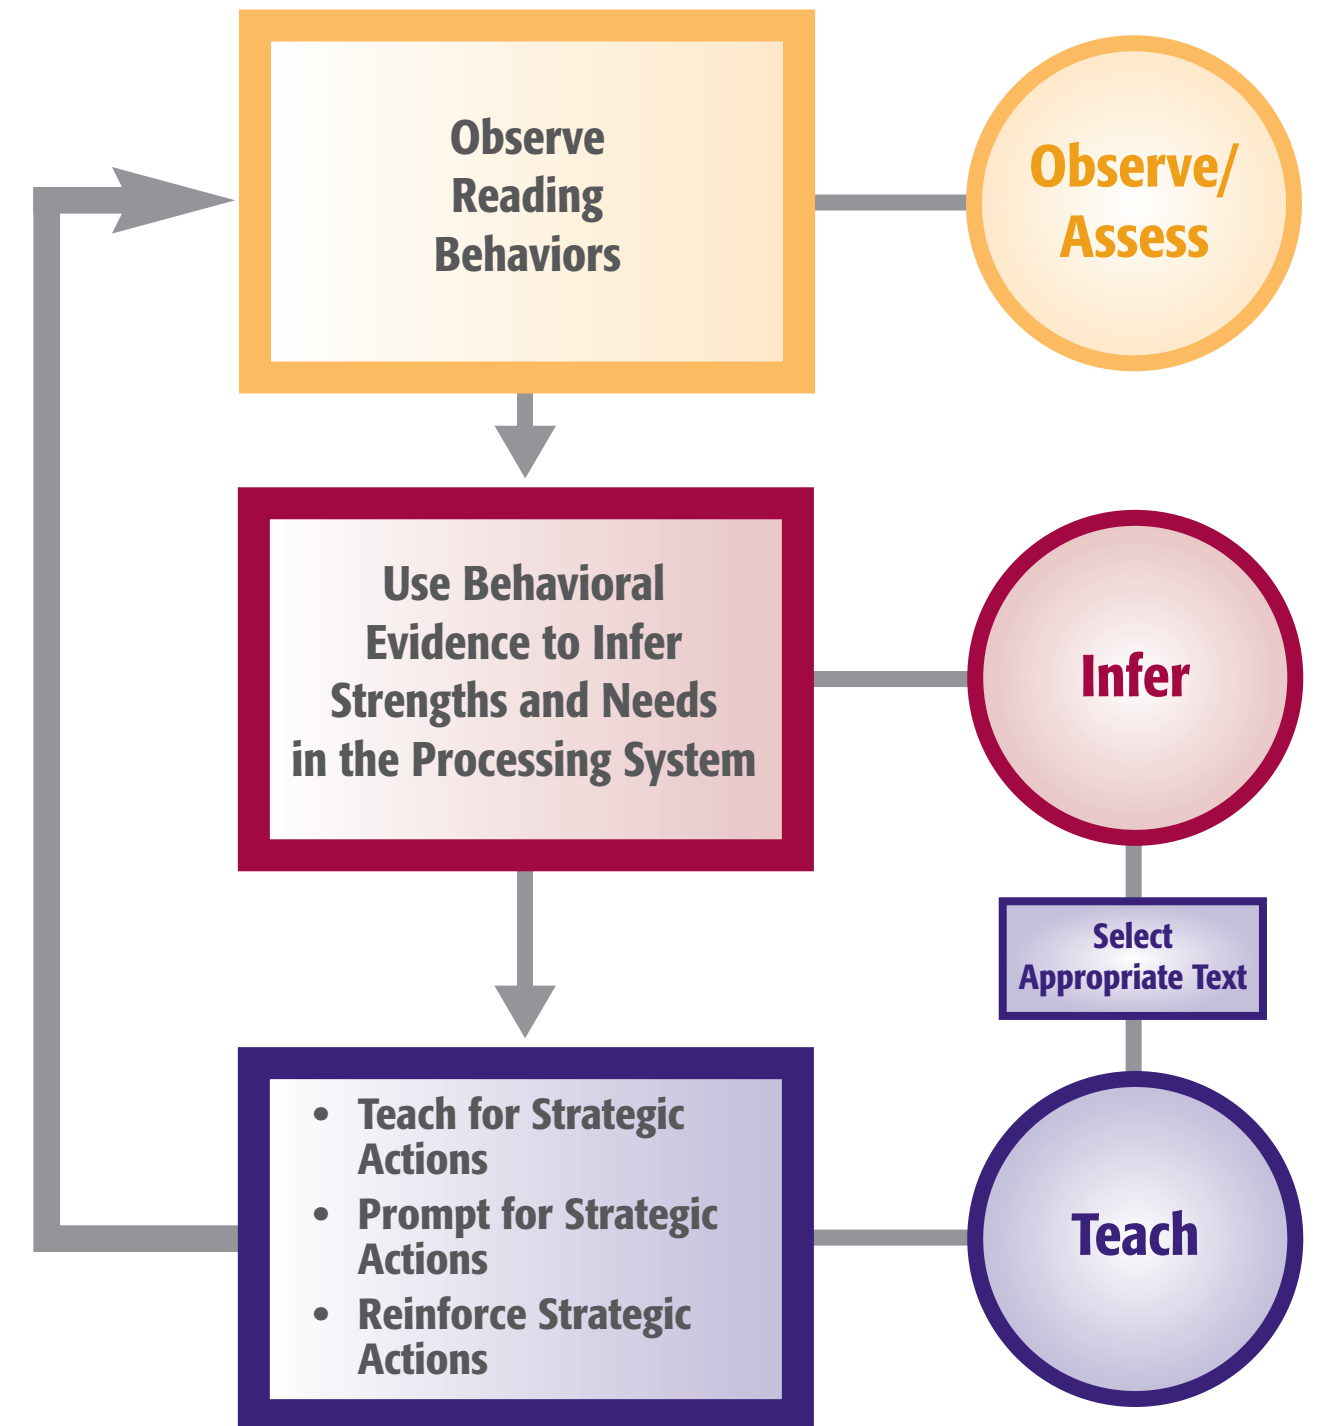 Observe
Reading
Behaviors
Observe/
Assess
Use Behavioral
Evidence to Infer
Strengths and Needs
in the Processing System
Infer
Select
Appropriate Text
• Teach for Strategic
Actions
• Prompt for Strategic
Actions
• Reinforce Strategic
Actions
Teach